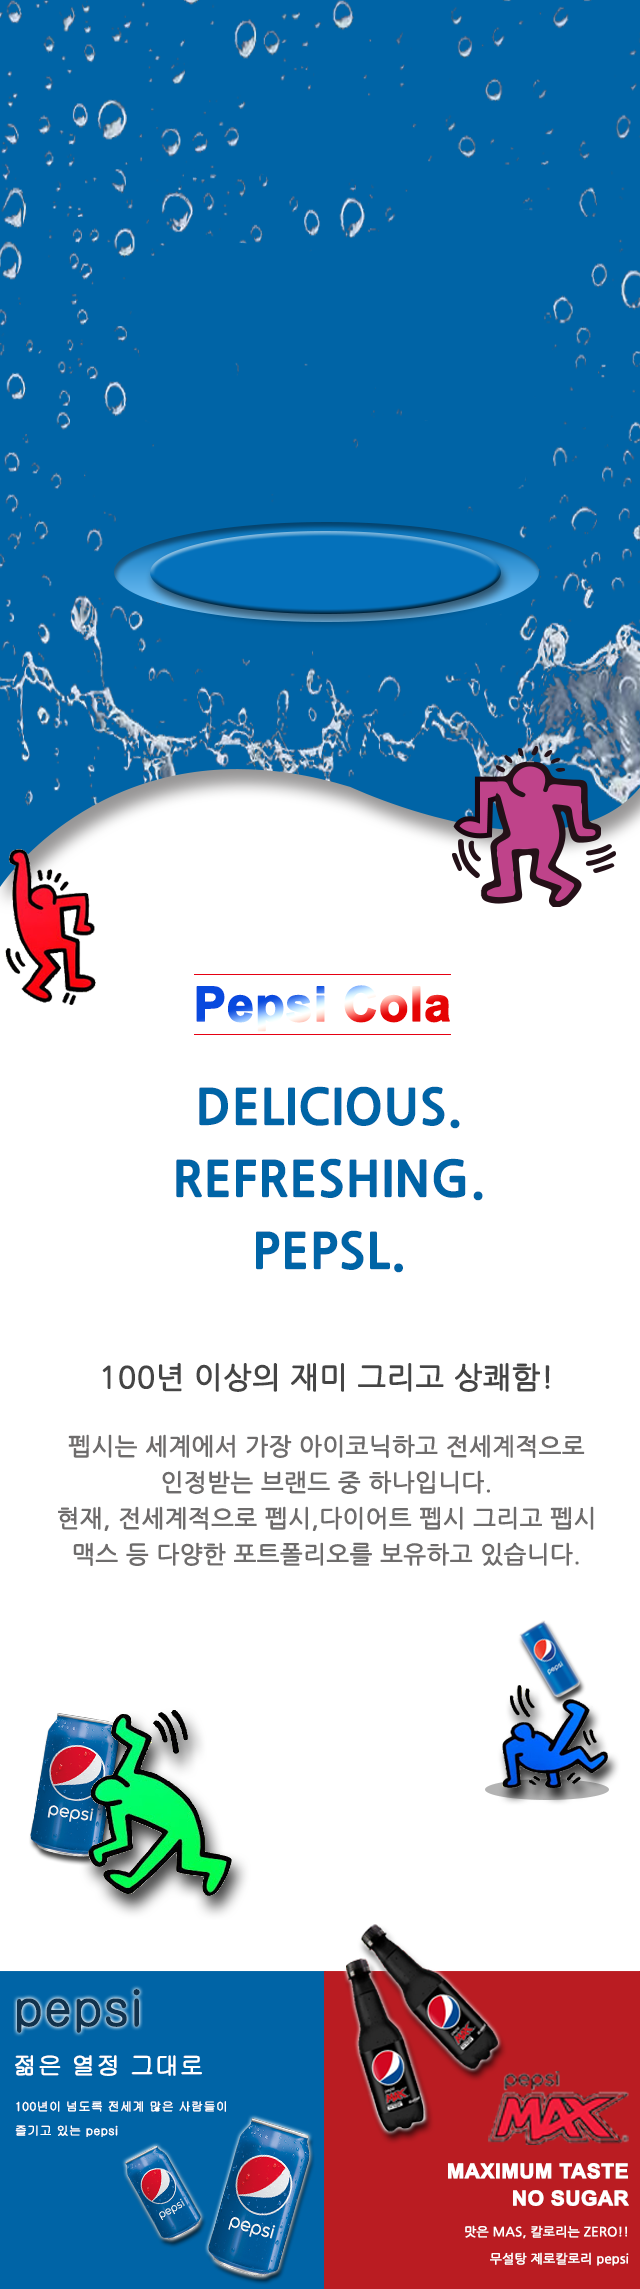 Pepsi Cola
DELICIOUS.
REFRESHING.
PEPSL.
100년 이상의 재미 그리고 상쾌함!
펩시는 세계에서 가장 아이코닉하고 전세계적으로
인정받는 브랜드 중 하나입니다.
현재, 전세계적으로 펩시,다이어트 펩시 그리고 펩시
맥스 등 다양한 포트폴리오를 보유하고 있습니다.
pepsi
pepsi
pepsi
젊은 열정 그대로
100년이 넘도록 전세계 많은 사람들이
즐기고 있는 pepsi
pepsi
pepsi
MAX
MAX
pepsi
MAX
MAXIMUM TASTE
NO SUGAR
맛은 MAS, 칼로리는 ZERO!!
무설탕 제로칼로리 pepsi